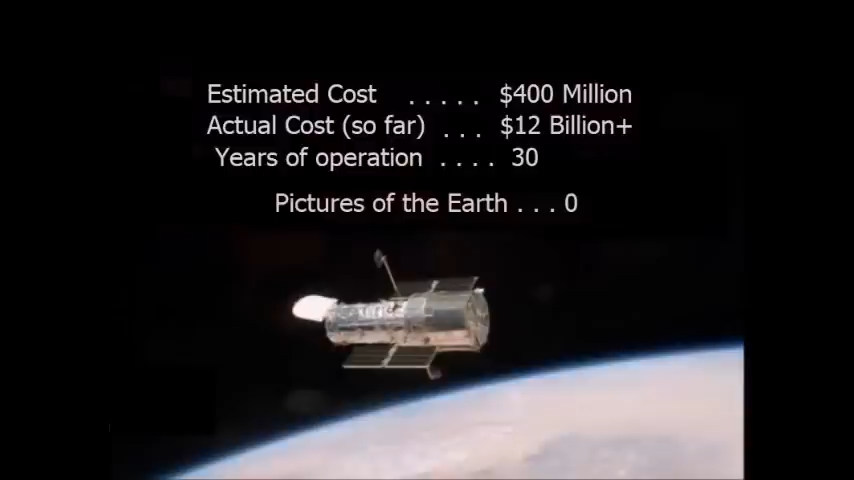 Estimated Cost ..... $400 Million
Actual Cost (so far) ... $12 Billion+
Years of operation .... 30
Pictures of the Earth ... 0